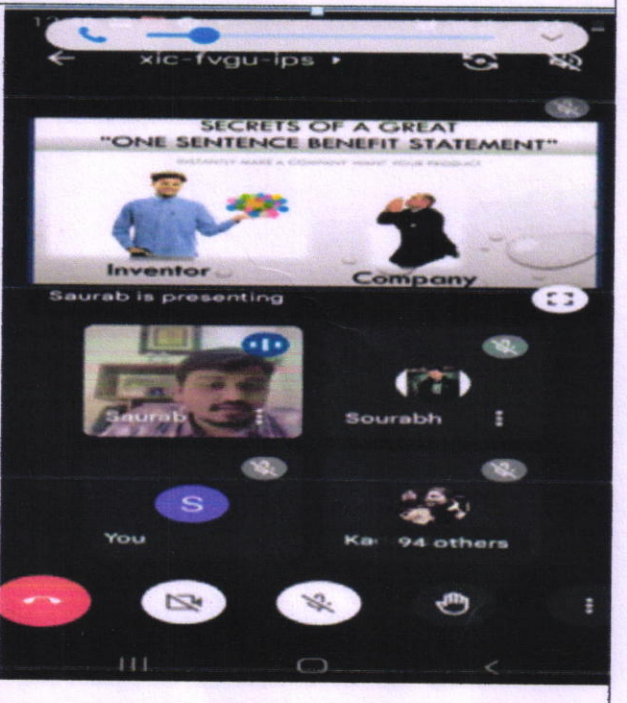 xic-fvgu-ips
SECRETS OF A GREAT
"ONE SENTENCE BENEFIT STATEMENT"
INSTANTLY MAKE A COMPANY WANT YOUR PRODUCT
Inventor
Company
Saurab is presenting
Saurab
Sourabh
S
You
94 others